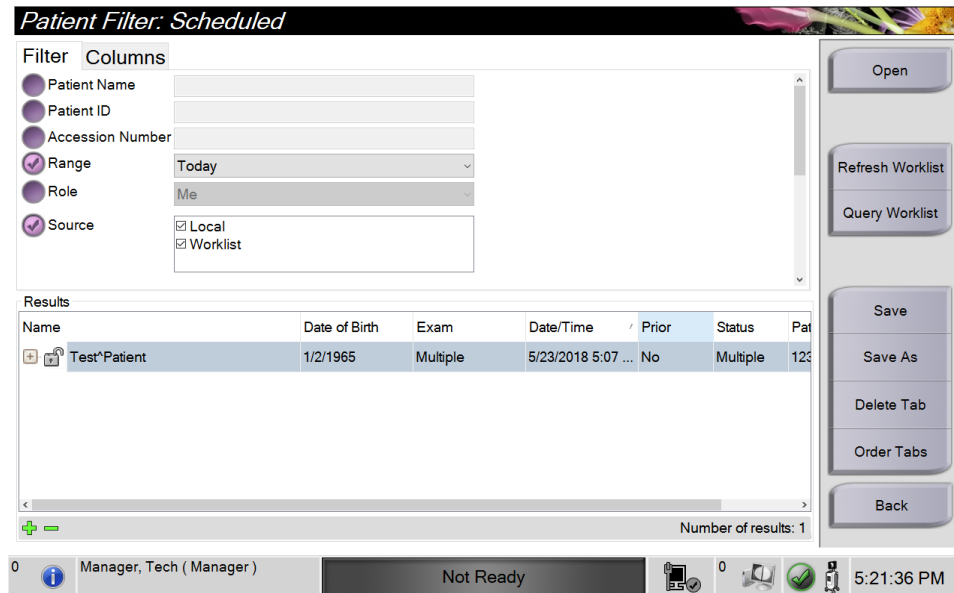 Patient Filter: Scheduled
Filter Columns
Patient Name
Patient ID
Accession Number
Range Today
Role Me
Source Local
Worklist
Open
Refresh Worklist
Query Worklist
Save
Save As
Delete Tab
Order Tabs
Back
Results
Name Date of Birth Exam Date/Time Prior Status Pat
Test^Patient 1/2/1965 Multiple 5/23/2018 5:07 ... No Multiple 123
Number of results: 1
0 Manager, Tech ( Manager ) Not Ready 0 5:21:36 PM